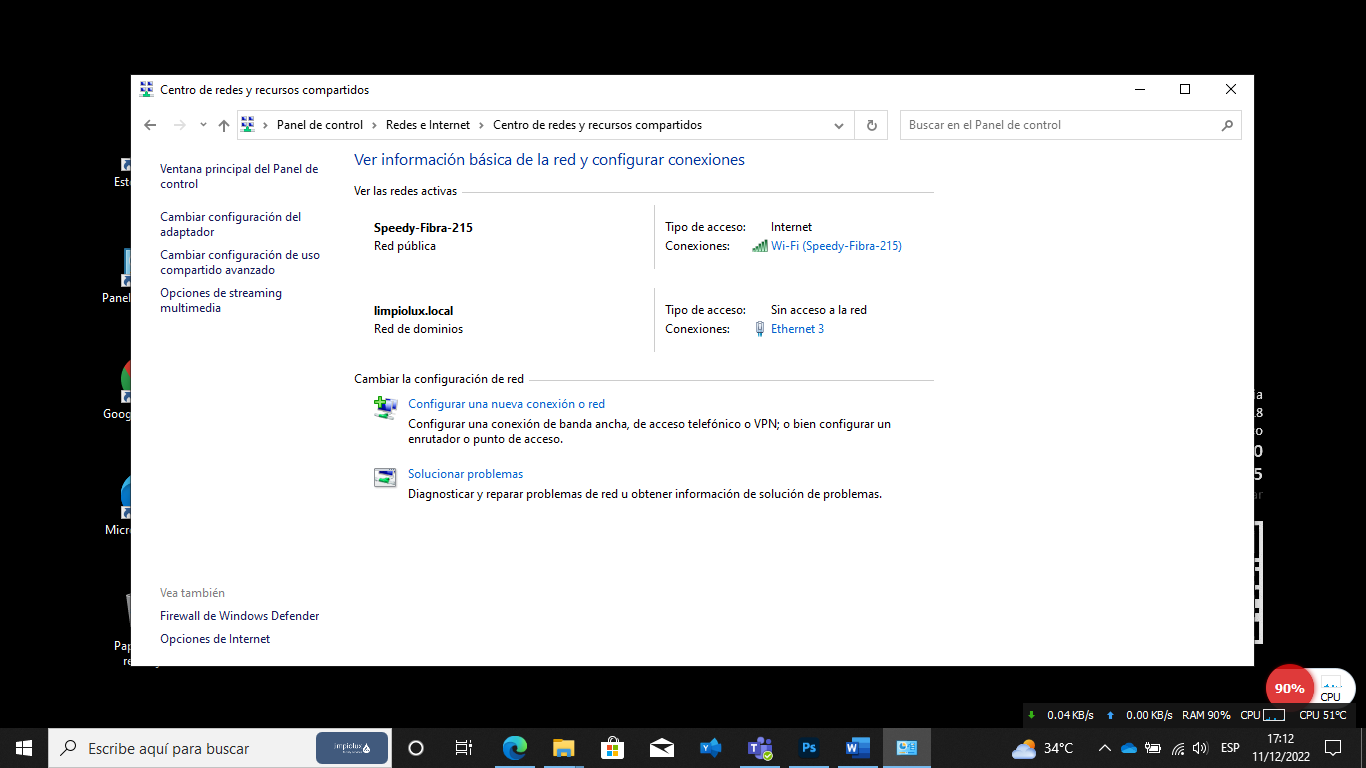 Centro de redes y recursos compartidos
Panel de control
Redes e Internet
Centro de redes y recursos compartidos
Buscar en el Panel de control
Ventana principal del Panel de
control
Cambiar configuración del
adaptador
Cambiar configuración de uso
compartido avanzado
Opciones de streaming
multimedia
Ver información básica de la red y configurar conexiones
Ver las redes activas
Speedy-Fibra-215
Red pública
Tipo de acceso: Internet
Conexiones: Wi-Fi (Speedy-Fibra-215)
limpiolux.local
Red de dominios
Tipo de acceso: Sin acceso a la red
Conexiones: Ethernet 3
Cambiar la configuración de red
Configurar una nueva conexión o red
Configurar una conexión de banda ancha, de acceso telefónico o VPN; o bien configurar un
enrutador o punto de acceso.
Solucionar problemas
Diagnosticar y reparar problemas de red u obtener información de solución de problemas.
Vea también
Firewall de Windows Defender
Opciones de Internet
Est
Panel
Goog
Micro
Pap
re
a
18
o
0
5
ar
90%
CPU
0.04 KB/s 0.00 KB/s RAM 90% CPU CPU 51°C
Escribe aquí para buscar
limpiolux
Ps
W
34°C
ESP
17:12
11/12/2022